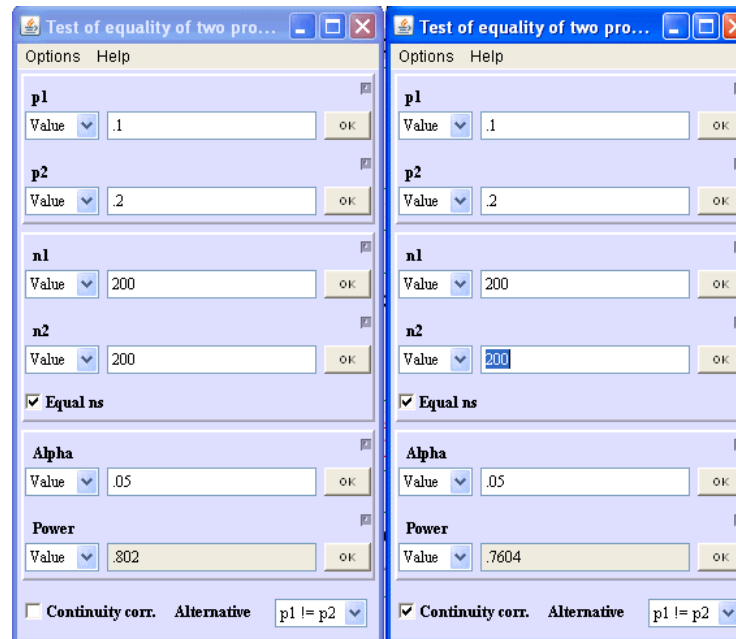 Test of equality of two pro...
Options Help
p1
Value .1 OK
p2
Value .2 OK
n1
Value 200 OK
n2
Value 200 OK
Equal ns
Alpha
Value .05 OK
Power
Value .802 OK
Continuity corr. Alternative p1 != p2
Test of equality of two pro...
Options Help
p1
Value .1 OK
p2
Value .2 OK
n1
Value 200 OK
n2
Value 200 OK
Equal ns
Alpha
Value .05 OK
Power
Value .7604 OK
Continuity corr. Alternative p1 != p2